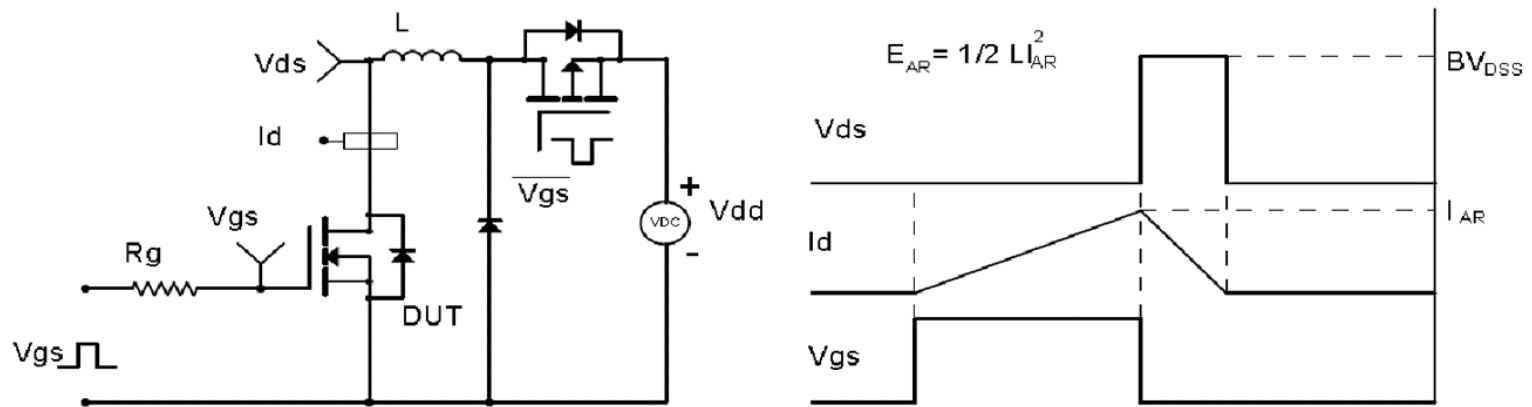 L
Vds
Id
Vgs
Vgs
Rg
DUT
Vgs
VDC
+
Vdd
-
E_AR = 1/2 LI_AR^2
BV_DSS
Vds
I_AR
Id
Vgs